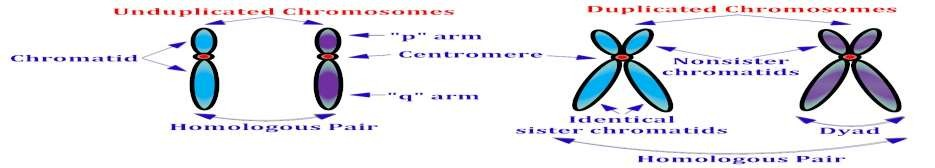 Unduplicated Chromosomes
"p" arm
Chromatid
Centromere
"q" arm
Homologous Pair
Duplicated Chromosomes
Nonsister
chromatids
Identical
sister chromatids
Dyad
Homologous Pair